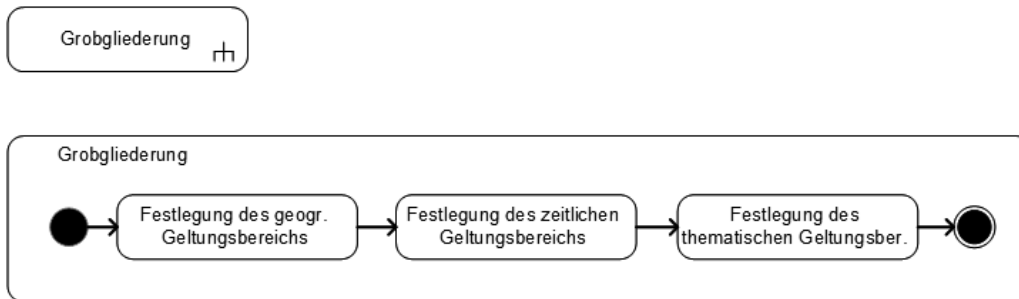 Grobgliederung
Grobgliederung
Festlegung des geogr.
Geltungsbereichs
Festlegung des zeitlichen
Geltungsbereichs
Festlegung des
thematischen Geltungsber.